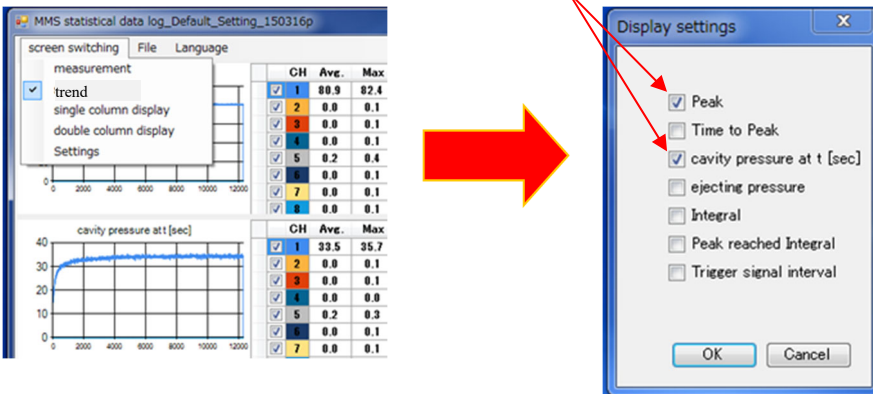 MMS statistical data log_Default_Setting_150316p
screen switching File Language
measurement
trend
single column display
double column display
Settings
CH Avg. Max
1 80.9 82.4
2 0.0 0.1
3 0.0 0.1
4 0.0 0.1
5 0.2 0.4
6 0.0 0.1
7 0.0 0.1
8 0.0 0.1
0
0 2000 4000 6000 8000 10000 12000
cavity pressure at t [sec]
40
30
20
10
0
0 2000 4000 6000 8000 10000 12000
CH Avg. Max
1 33.5 35.7
2 0.0 0.1
3 0.0 0.1
4 0.0 0.0
5 0.2 0.3
6 0.0 0.1
7 0.0 0.1
Display settings
Peak
Time to Peak
cavity pressure at t [sec]
ejecting pressure
Integral
Peak reached Integral
Trigger signal interval
OK Cancel